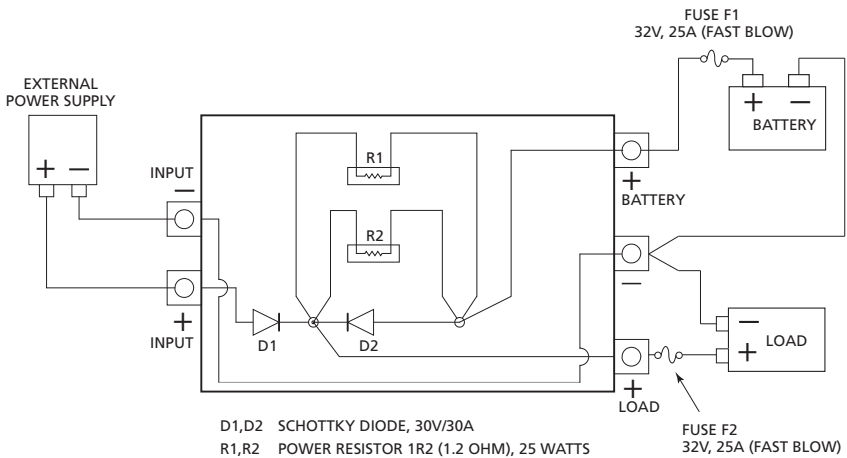 FUSE F1
32V, 25A (FAST BLOW)
EXTERNAL
POWER SUPPLY
+ −
+ −
BATTERY
INPUT
−
R1
+
BATTERY
R2
−
+
INPUT
D1
D2
−
+
LOAD
+
LOAD
D1,D2 SCHOTTKY DIODE, 30V/30A
R1,R2 POWER RESISTOR 1R2 (1.2 OHM), 25 WATTS
FUSE F2
32V, 25A (FAST BLOW)